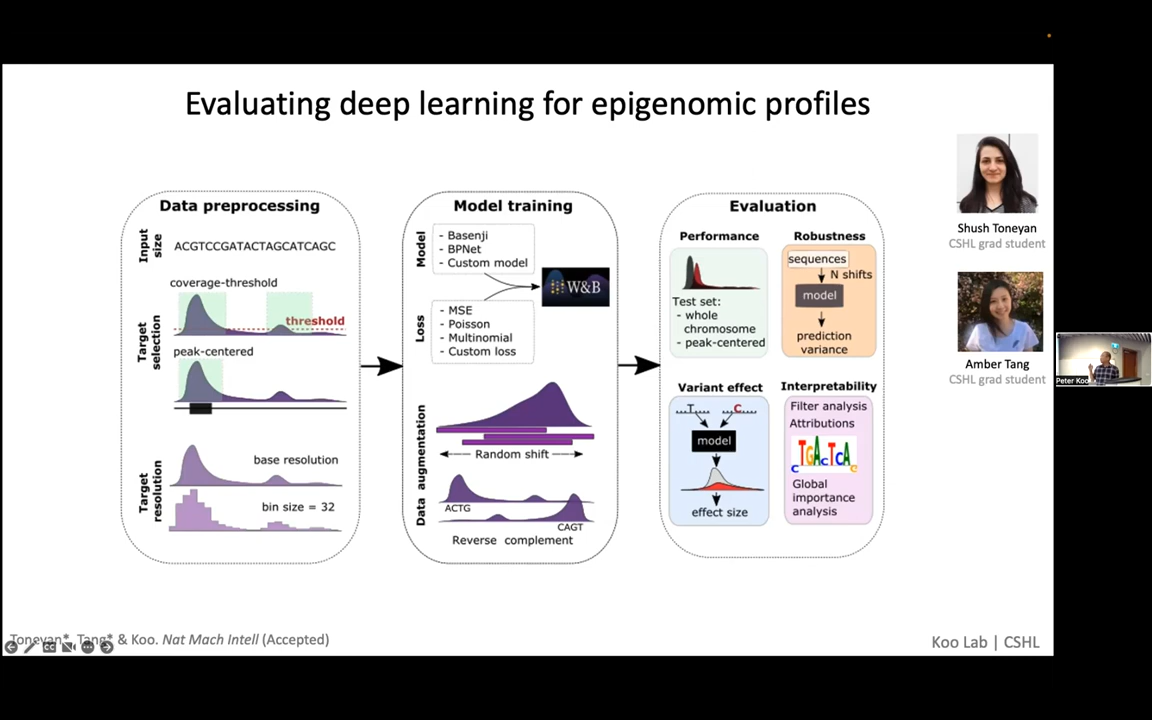 Evaluating deep learning for epigenomic profiles
Data preprocessing
Input
size
ACGTCCGATACTAGCATCAGC
Target
selection
coverage-threshold
threshold
peak-centered
Target
resolution
base resolution
bin size = 32
Model training
Model
- Basenji
- BPNet
- Custom model
W&B
Loss
- MSE
- Poisson
- Multinomial
- Custom loss
Data augmentation
Random shift
ACTG
CAGT
Reverse complement
Evaluation
Performance
Test set:
- whole
chromosome
- peak-centered
Robustness
sequences
N shifts
model
prediction
variance
Variant effect
T
C
model
effect size
Interpretability
Filter analysis
Attributions
CTGACTCAG
Global
importance
analysis
Shush Toneyan
CSHL grad student
Amber Tang
CSHL grad student
Peter Koo
Toneyan*, Tang* & Koo. Nat Mach Intell (Accepted)
Koo Lab | CSHL